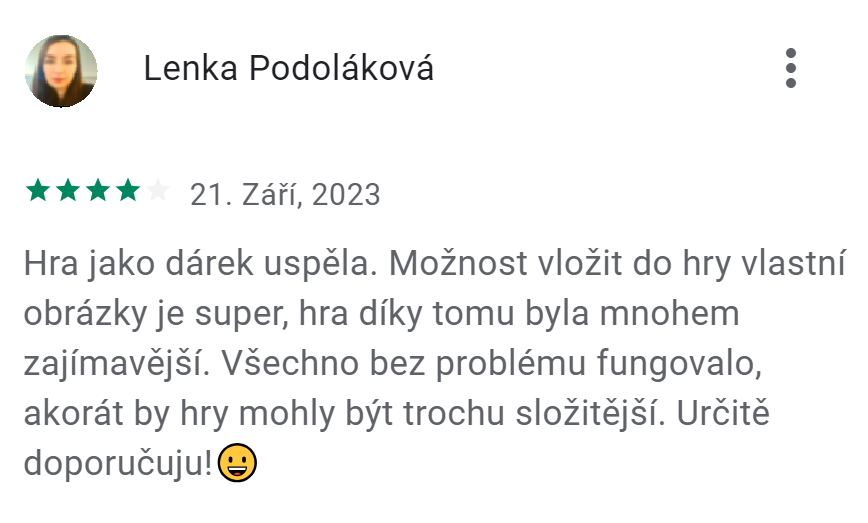 Lenka Podoláková
21. Září, 2023
Hra jako dárek uspěla. Možnost vložit do hry vlastní
obrázky je super, hra díky tomu byla mnohem
zajímavější. Všechno bez problému fungovalo,
akorát by hry mohly být trochu složitější. Určitě
doporučuju!😀